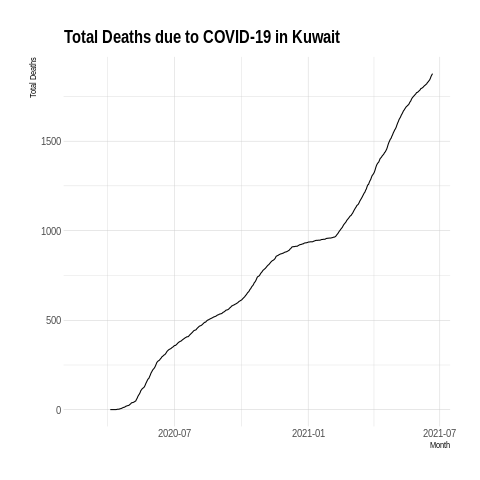 Total Deaths due to COVID-19 in Kuwait
Total Deaths
1500
1000
500
0
2020-07
2021-01
2021-07
Month